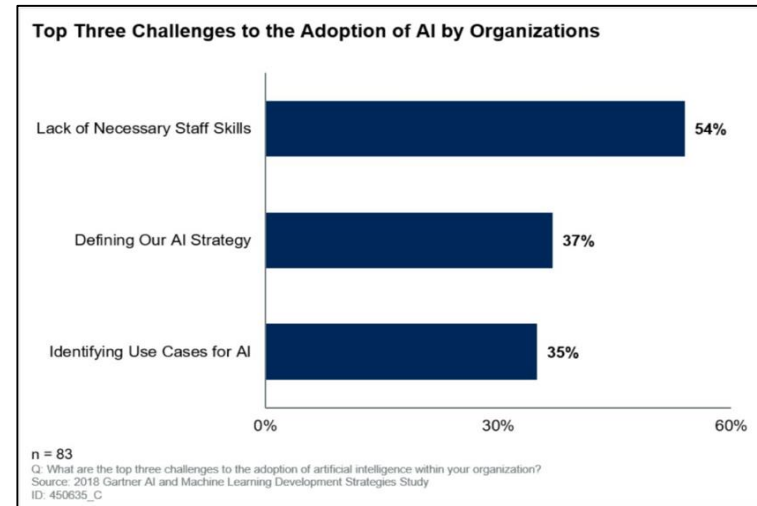 Top Three Challenges to the Adoption of AI by Organizations
Lack of Necessary Staff Skills
54%
Defining Our AI Strategy
37%
Identifying Use Cases for AI
35%
0%
30%
60%
n = 83
Q: What are the top three challenges to the adoption of artificial intelligence within your organization?
Source: 2018 Gartner AI and Machine Learning Development Strategies Study
ID: 450635_C